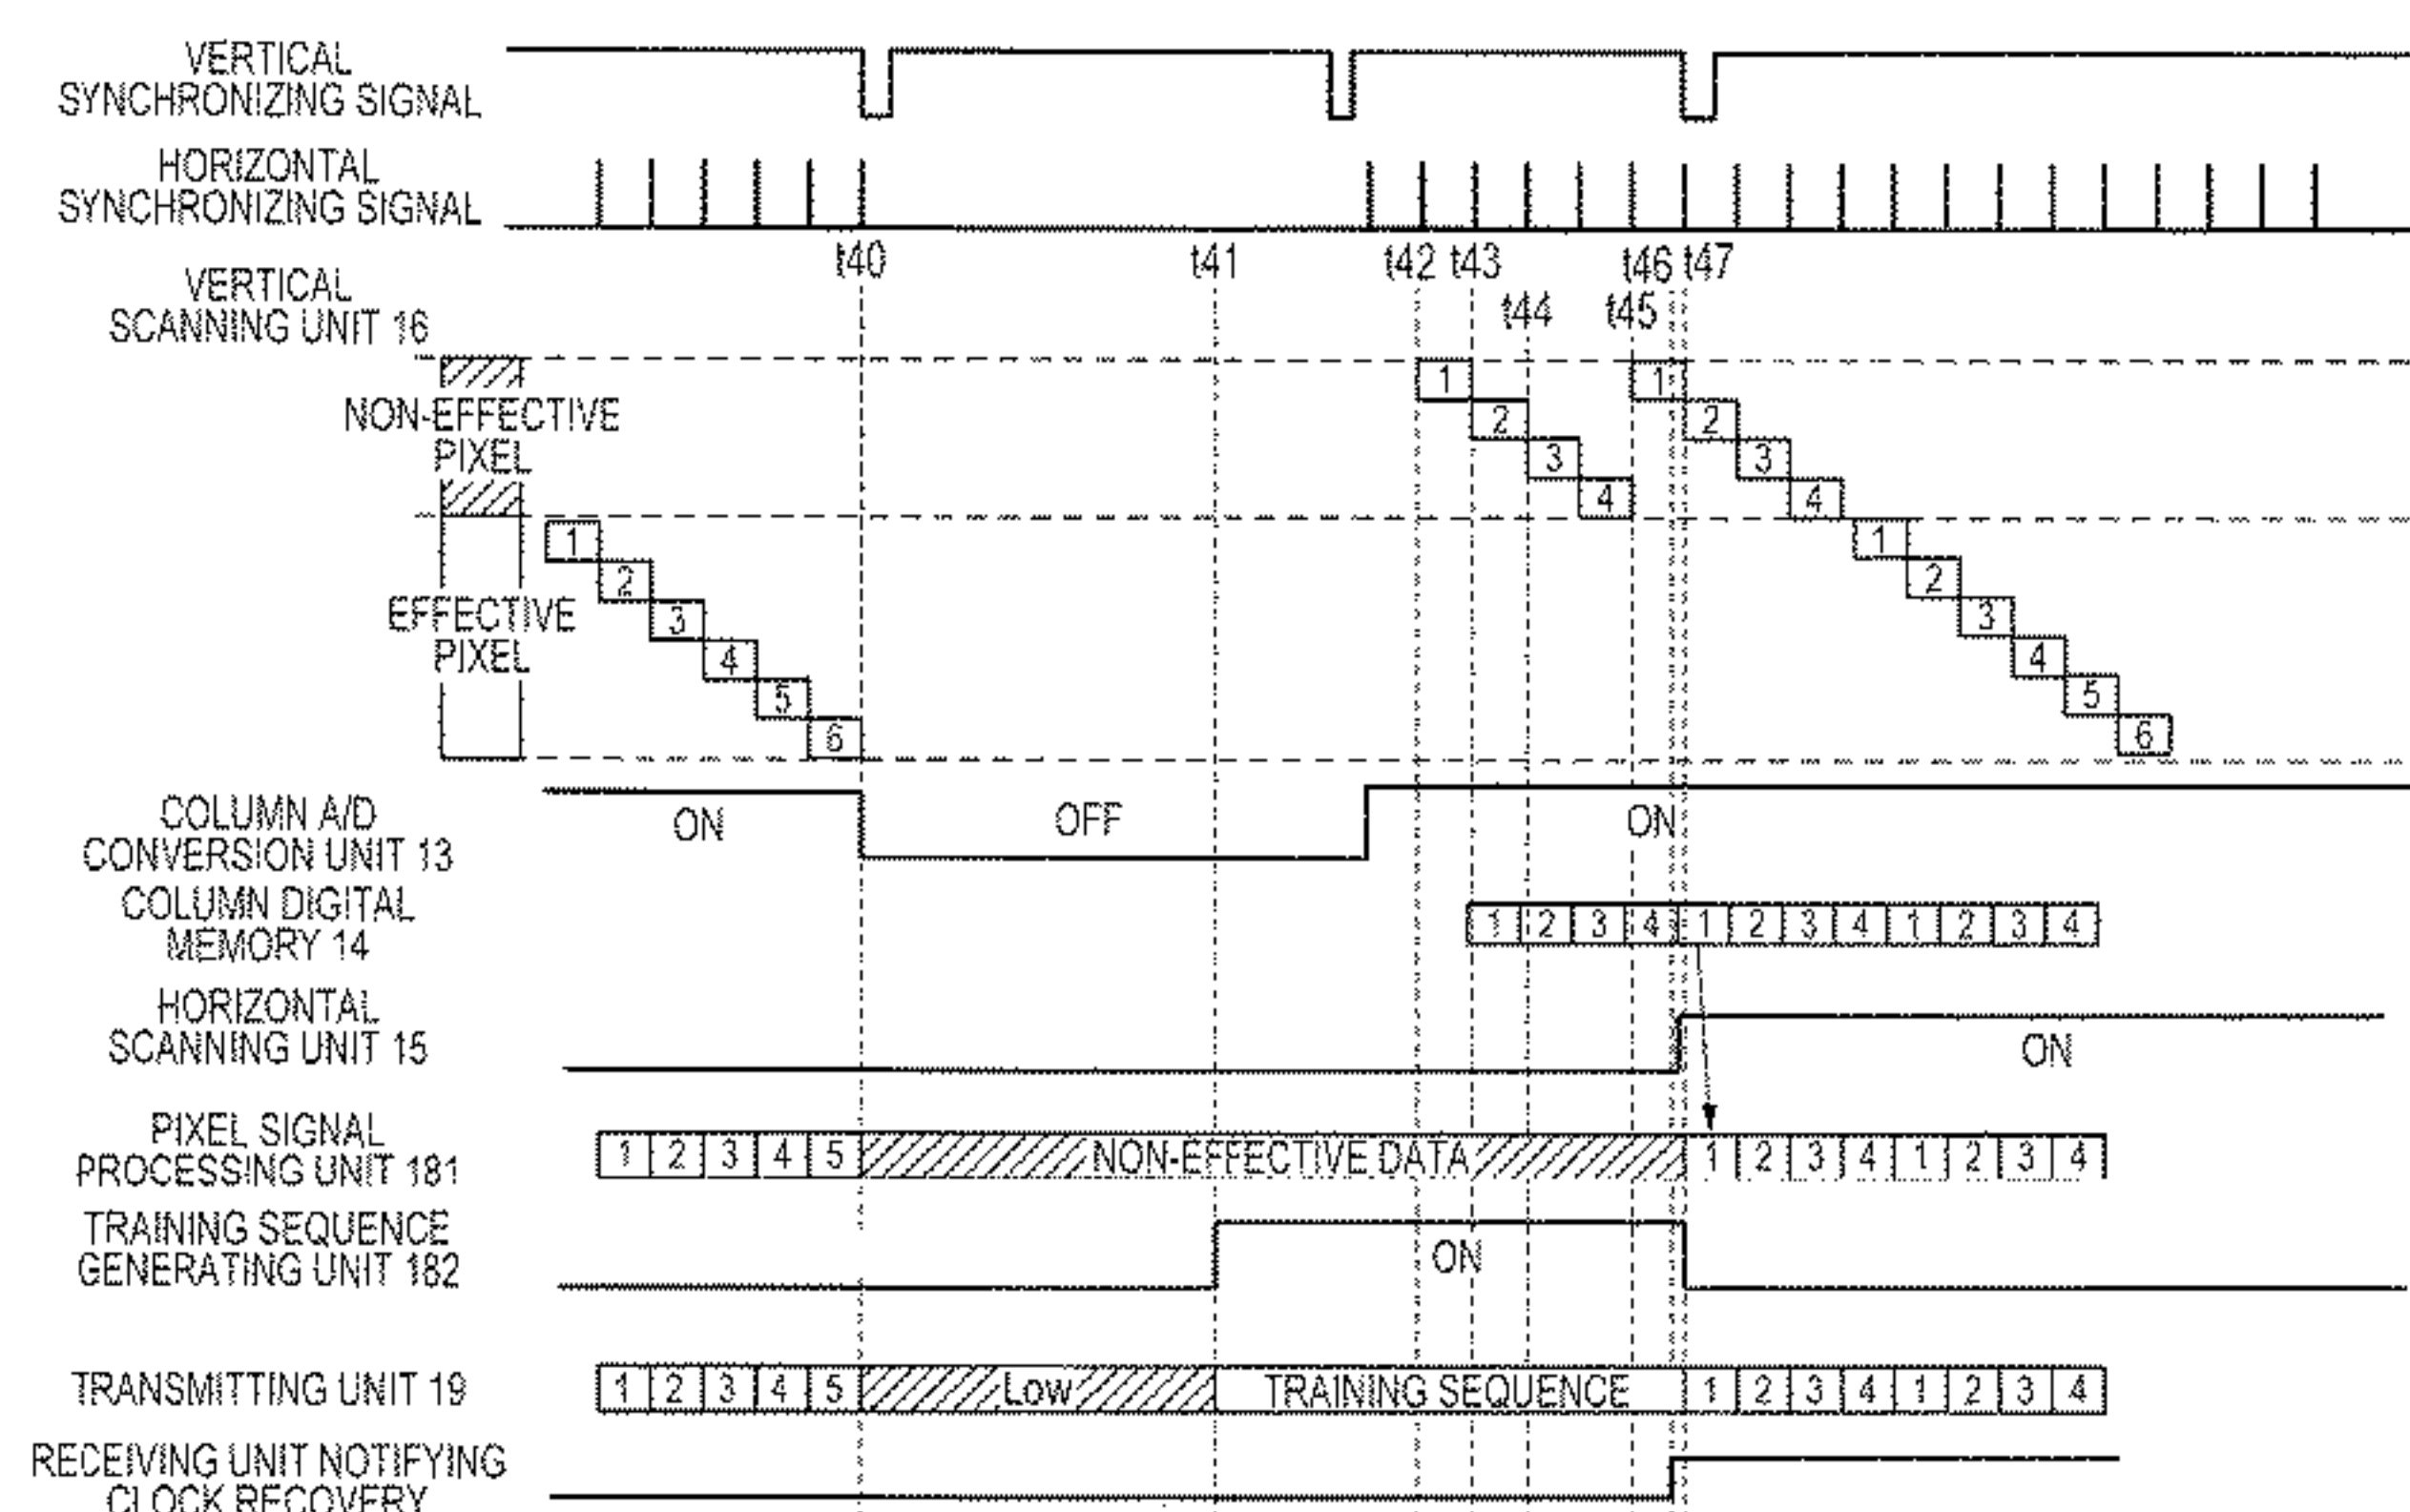 VERTICAL
SYNCHRONIZING SIGNAL
HORIZONTAL
SYNCHRONIZING SIGNAL
t40 t41 t42 t43 t46 t47
t44 t45
VERTICAL
SCANNING UNIT 16
NON-EFFECTIVE
PIXEL
1 1
2 2
3 3
4 4
EFFECTIVE
PIXEL
1 1
2 2
3 3
4 4
5 5
6 6
COLUMN A/D
CONVERSION UNIT 13
ON OFF ON
COLUMN DIGITAL
MEMORY 14
1 2 3 4 1 2 3 4 1 2 3 4
HORIZONTAL
SCANNING UNIT 15
ON
PIXEL SIGNAL
PROCESSING UNIT 181
1 2 3 4 5 NON-EFFECTIVE DATA 1 2 3 4 1 2 3 4
TRAINING SEQUENCE
GENERATING UNIT 182
ON
TRANSMITTING UNIT 19
1 2 3 4 5 Low TRAINING SEQUENCE 1 2 3 4 1 2 3 4
RECEIVING UNIT NOTIFYING
CLOCK RECOVERY